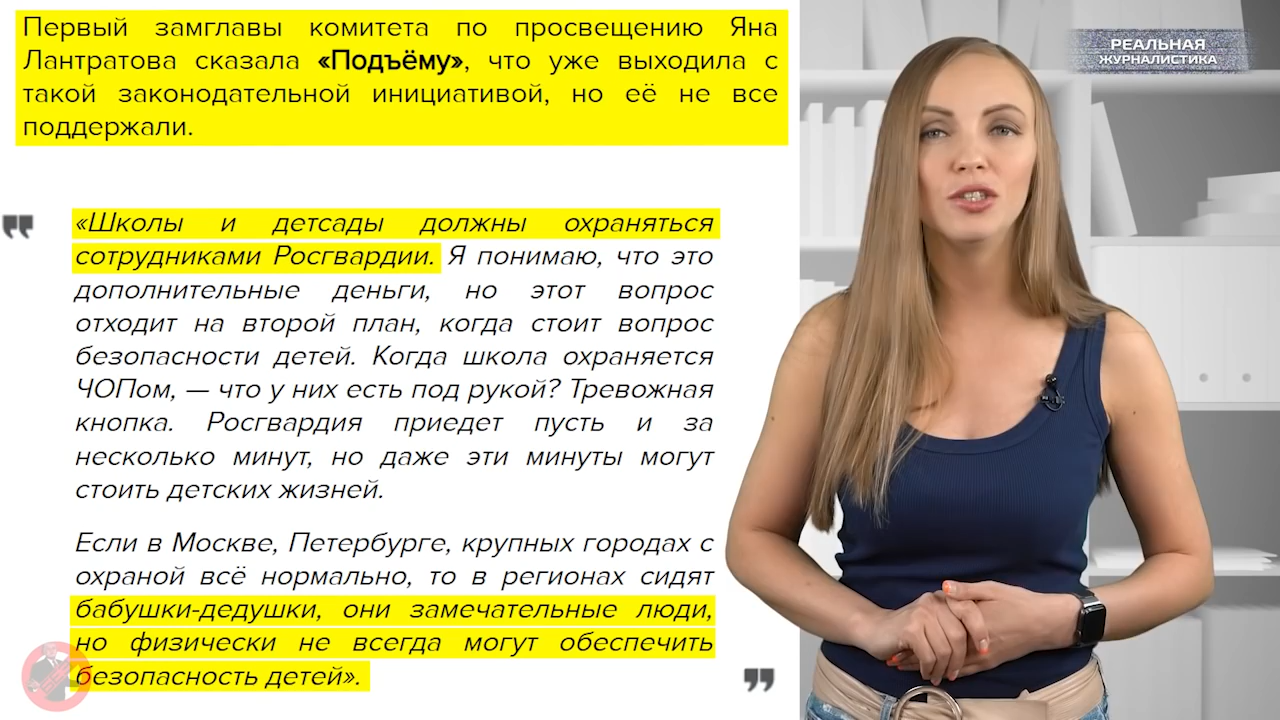 Первый замглавы комитета по просвещению Яна
Лантратова сказала «Подъёму», что уже выходила с
такой законодательной инициативой, но её не все
поддержали.
«Школы и детсады должны охраняться
сотрудниками Росгвардии. Я понимаю, что это
дополнительные деньги, но этот вопрос
отходит на второй план, когда стоит вопрос
безопасности детей. Когда школа охраняется
ЧОПом, — что у них есть под рукой? Тревожная
кнопка. Росгвардия приедет пусть и за
несколько минут, но даже эти минуты могут
стоить детских жизней.
Если в Москве, Петербурге, крупных городах с
охраной всё нормально, то в регионах сидят
бабушки-дедушки, они замечательные люди,
но физически не всегда могут обеспечить
безопасность детей».
РЕАЛЬНАЯ
ЖУРНАЛИСТИКА